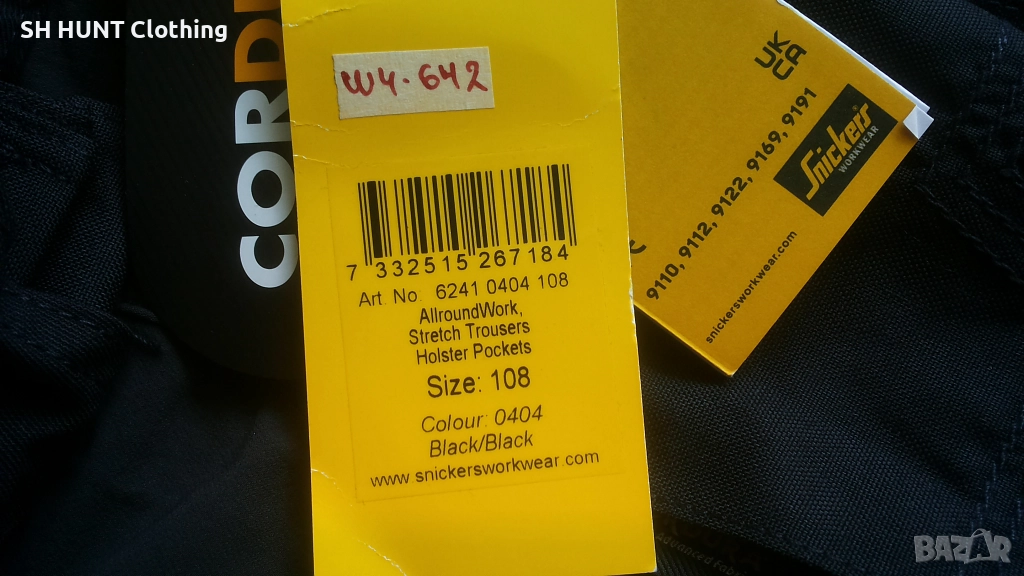 SH HUNT Clothing
CORD
W4-642
7 332515 267184
Art. No. 6241 0404 108
AllroundWork,
Stretch Trousers
Holster Pockets
Size: 108
Colour: 0404
Black/Black
www.snickersworkwear.com
UK
CA
Snickers
WORKWEAR
9110, 9112, 9122, 9169, 9191
snickersworkwear.com
Advanced
BAZAR